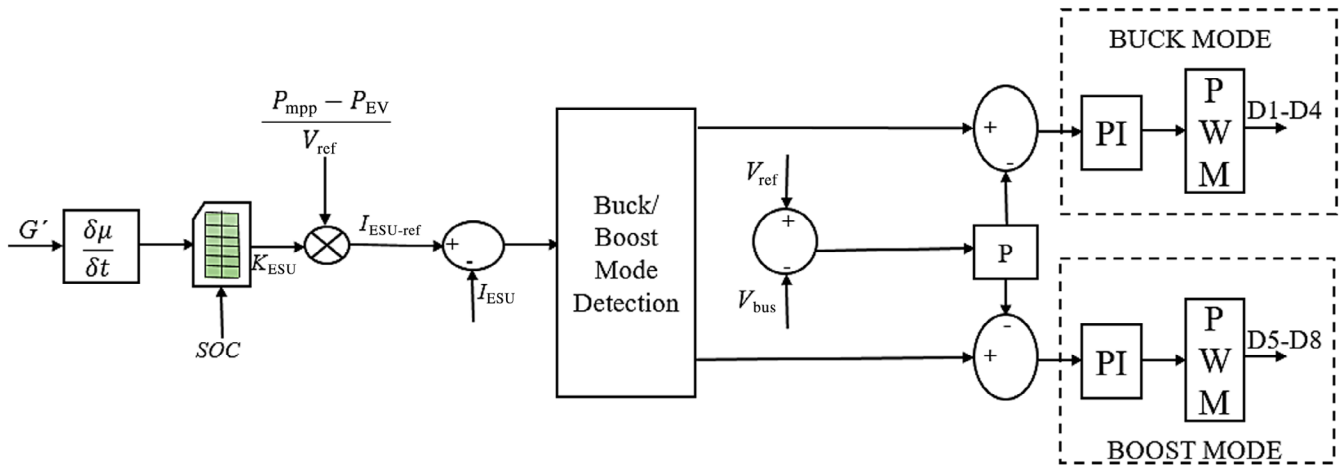 G′
δμ
δt
SOC
K_ESU
P_mpp − P_EV
V_ref
I_ESU-ref
+
-
I_ESU
Buck/
Boost
Mode
Detection
V_ref
+
-
V_bus
P
+
-
-
+
BUCK MODE
PI
P
W
M
D1-D4
PI
P
W
M
D5-D8
BOOST MODE